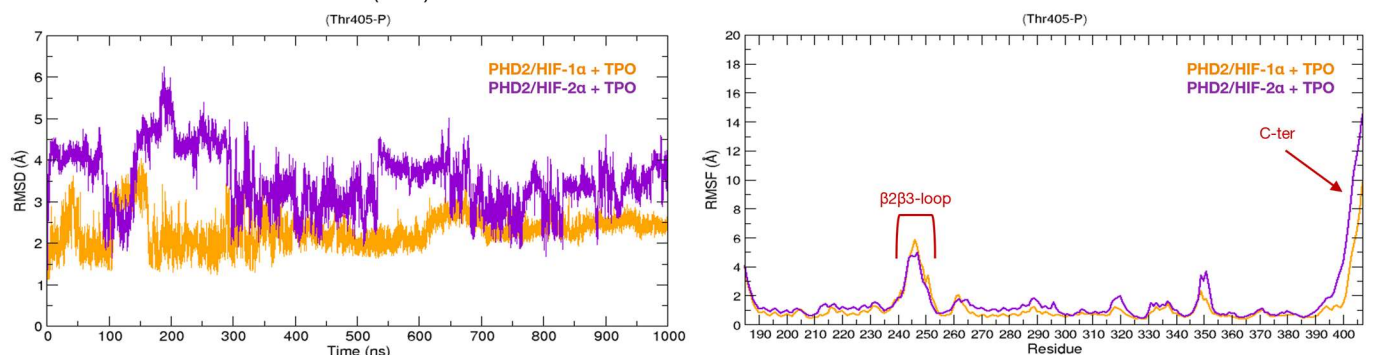 (Thr405-P)
7
6
5
4
3
2
1
0
RMSD (Å)
PHD2/HIF-1α + TPO
PHD2/HIF-2α + TPO
0 100 200 300 400 500 600 700 800 900 1000
Time (ns)
(Thr405-P)
20
18
16
14
12
10
8
6
4
2
0
RMSF (Å)
PHD2/HIF-1α + TPO
PHD2/HIF-2α + TPO
C-ter
β2β3-loop
190 200 210 220 230 240 250 260 270 280 290 300 310 320 330 340 350 360 370 380 390 400
Residue